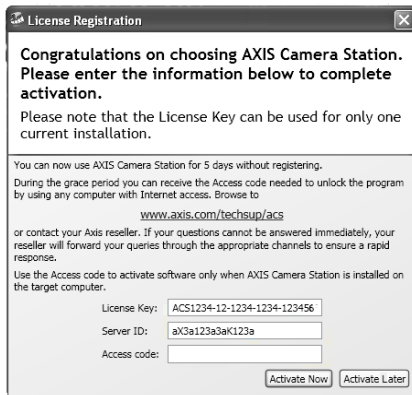 License Registration
Congratulations on choosing AXIS Camera Station.
Please enter the information below to complete
activation.
Please note that the License Key can be used for only one
current installation.
You can now use AXIS Camera Station for 5 days without registering.
During the grace period you can receive the Access code needed to unlock the program
by using any computer with Internet access. Browse to
www.axis.com/techsup/acs
or contact your Axis reseller. If your questions cannot be answered immediately, your
reseller will forward your queries through the appropriate channels to ensure a rapid
response.
Use the Access code to activate software only when AXIS Camera Station is installed on
the target computer.
License Key: ACS1234-12-1234-1234-123456
Server ID: aX3a123a3aK123a
Access code:
Activate Now Activate Later